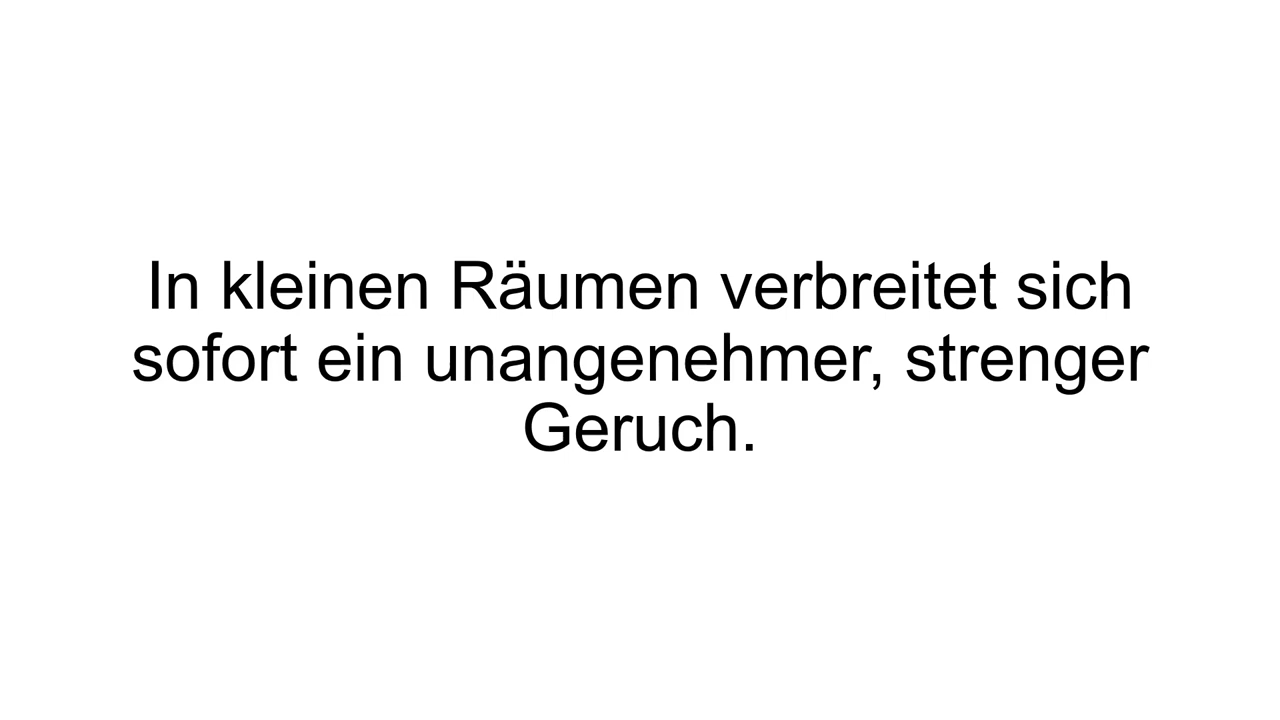 In kleinen Räumen verbreitet sich
sofort ein unangenehmer, strenger
Geruch.